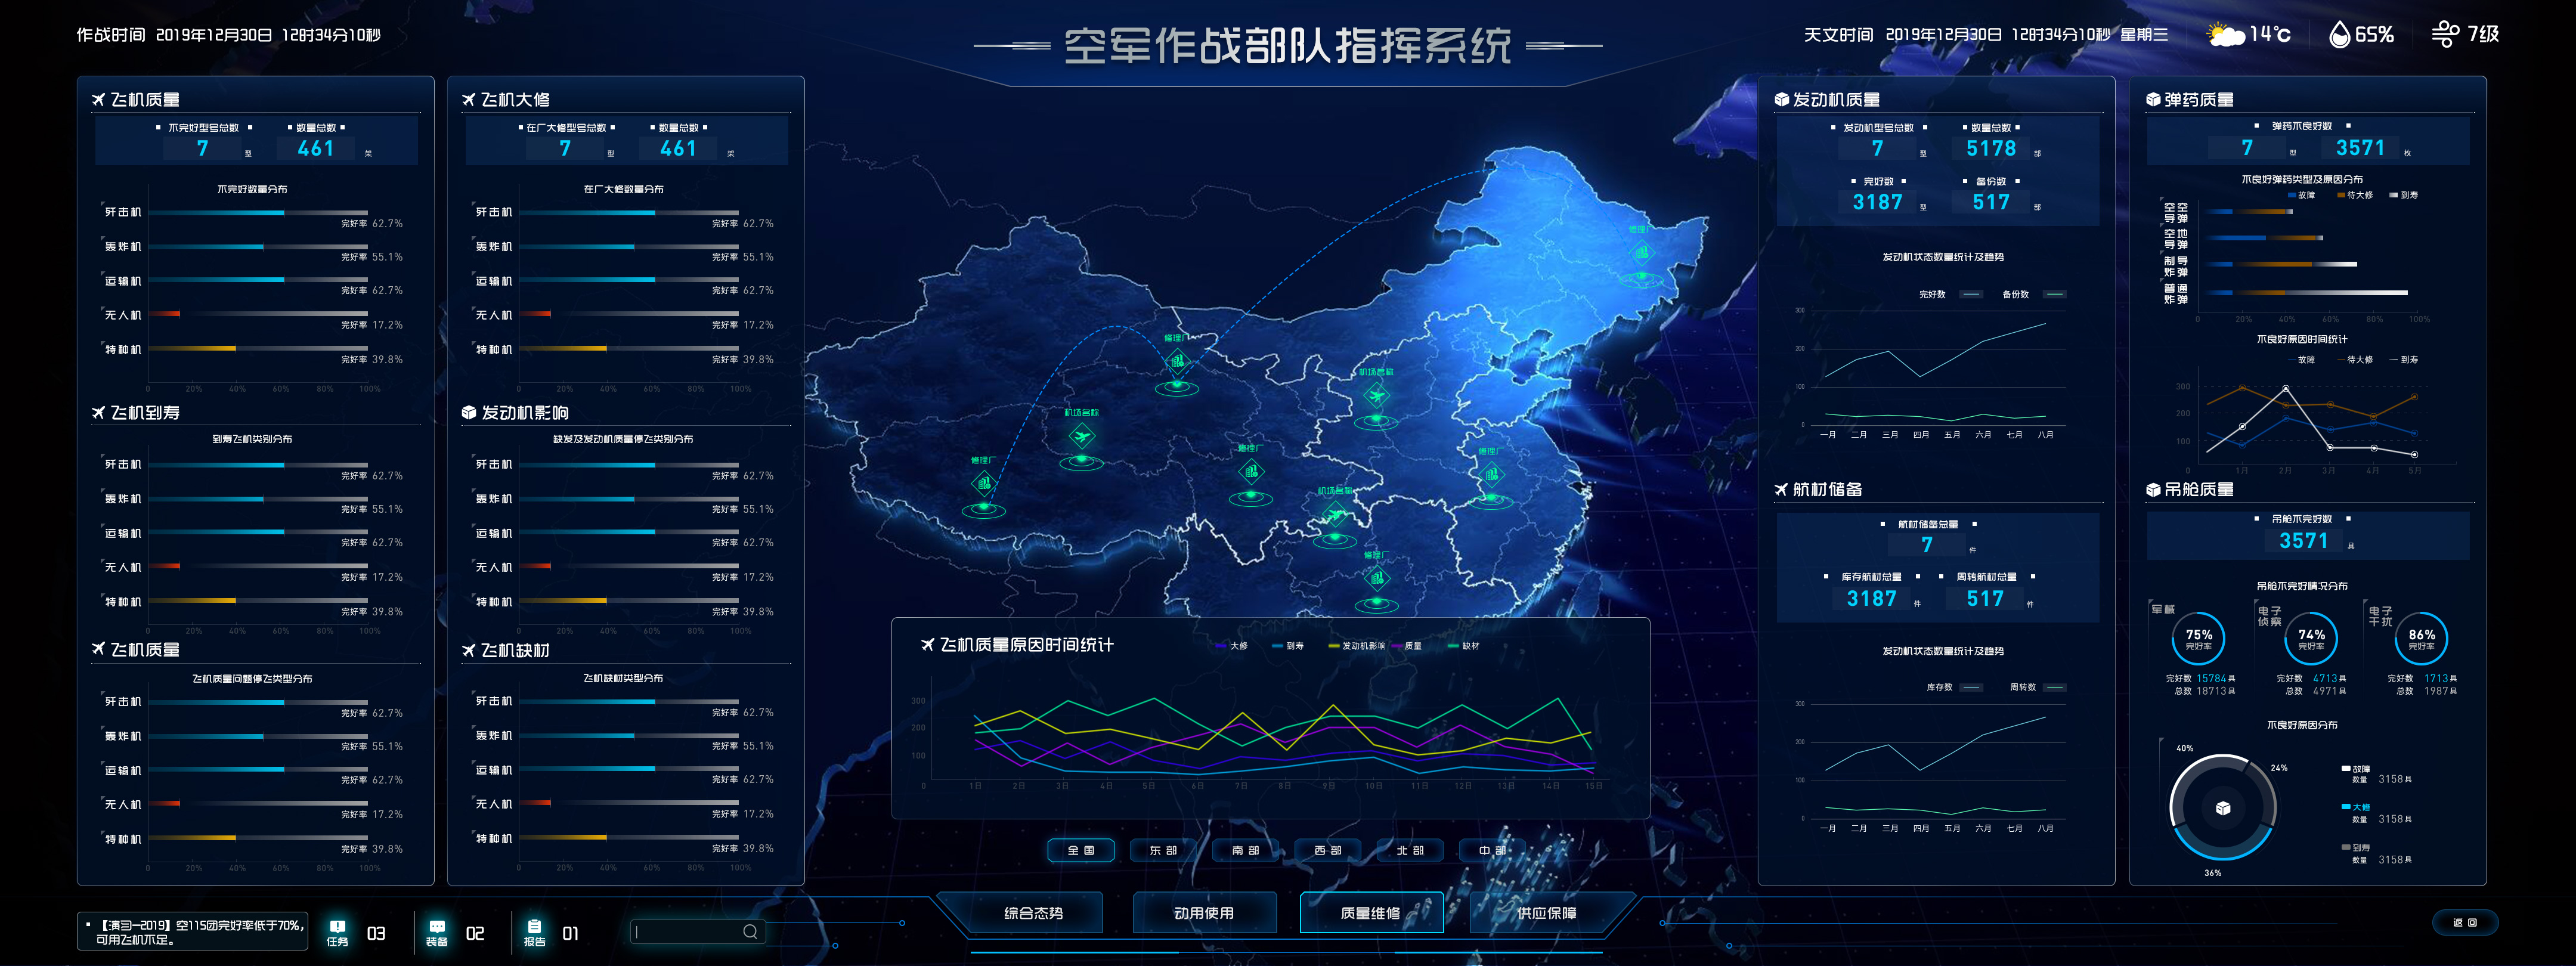 作战时间 2019年12月30日 12时34分10秒
空军作战部队指挥系统
天文时间 2019年12月30日 12时34分10秒 星期三
14℃
65%
7级
飞机质量
不完好型号总数 数量总数
7 型 461 架
不完好数量分布
歼击机
完好率 62.7%
轰炸机
完好率 55.1%
运输机
完好率 62.7%
无人机
完好率 17.2%
特种机
完好率 39.8%
0 20% 40% 60% 80% 100%
飞机到寿
到寿飞机类别分布
歼击机
完好率 62.7%
轰炸机
完好率 55.1%
运输机
完好率 62.7%
无人机
完好率 17.2%
特种机
完好率 39.8%
0 20% 40% 60% 80% 100%
飞机质量
飞机质量问题停飞类型分布
歼击机
完好率 62.7%
轰炸机
完好率 55.1%
运输机
完好率 62.7%
无人机
完好率 17.2%
特种机
完好率 39.8%
0 20% 40% 60% 80% 100%
飞机大修
在厂大修型号总数 数量总数
7 型 461 架
在厂大修数量分布
歼击机
完好率 62.7%
轰炸机
完好率 55.1%
运输机
完好率 62.7%
无人机
完好率 17.2%
特种机
完好率 39.8%
0 20% 40% 60% 80% 100%
发动机影响
缺发及发动机质量停飞类别分布
歼击机
完好率 62.7%
轰炸机
完好率 55.1%
运输机
完好率 62.7%
无人机
完好率 17.2%
特种机
完好率 39.8%
0 20% 40% 60% 80% 100%
飞机缺材
飞机缺材类型分布
歼击机
完好率 62.7%
轰炸机
完好率 55.1%
运输机
完好率 62.7%
无人机
完好率 17.2%
特种机
完好率 39.8%
0 20% 40% 60% 80% 100%
修理厂
修理厂
机场名称
机场名称
修理厂
修理厂
修理厂
机场名称
修理厂
飞机质量原因时间统计
大修 到寿 发动机影响 质量 缺材
300
200
100
0
1日 2日 3日 4日 5日 6日 7日 8日 9日 10日 11日 12日 13日 14日 15日
全国 东部 南部 西部 北部 中部
发动机质量
发动机型号总数 数量总数
7 型 5178 部
完好数 备份数
3187 型 517 部
发动机状态数量统计及趋势
完好数 备份数
300
200
100
0
一月 二月 三月 四月 五月 六月 七月 八月
航材储备
航材储备总量
7 件
库存航材总量 周转航材总量
3187 件 517 件
发动机状态数量统计及趋势
库存数 周转数
300
200
100
0
一月 二月 三月 四月 五月 六月 七月 八月
弹药质量
弹药不良好数
7 型 3571 枚
不良好弹药类型及原因分布
故障 待大修 到寿
空空
导弹
空地
导弹
制导
炸弹
普通
炸弹
0 20% 40% 60% 80% 100%
不良好原因时间统计
故障 待大修 到寿
300
200
100
0
1月 2月 3月 4月 5月
吊舱质量
吊舱不完好数
3571 具
吊舱不完好情况分布
军械
75%
完好率
完好数 15784 具
总数 18713 具
电子
侦察
74%
完好率
完好数 4713 具
总数 4971 具
电子
干扰
86%
完好率
完好数 1713 具
总数 1987 具
不良好原因分布
40%
24%
36%
故障
数量 3158 具
大修
数量 3158 具
到寿
数量 3158 具
【演习—2019】空115团完好率低于70%，
可用飞机不足。
任务 03
装备 02
报告 01
综合态势 动用使用 质量维修 供应保障
返回